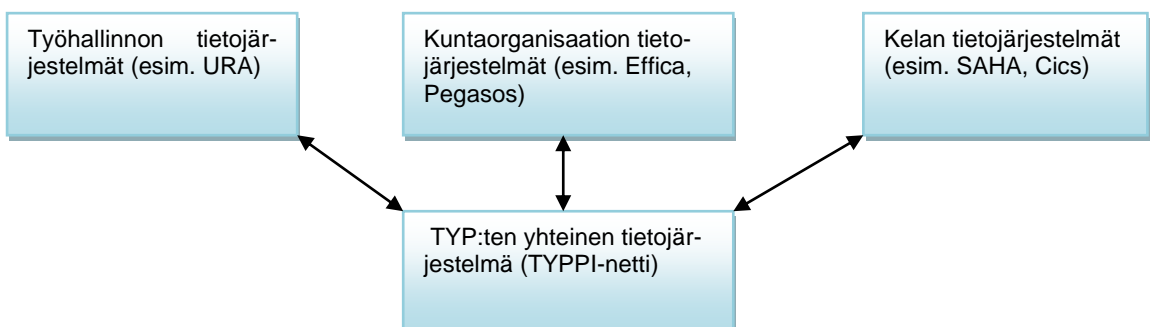 Työhallinnon tietojär-
jestelmät (esim. URA)
Kuntaorganisaation tieto-
järjestelmät (esim. Effica,
Pegasos)
Kelan tietojärjestelmät
(esim. SAHA, Cics)
TYP:ten yhteinen tietojär-
jestelmä (TYPPI-netti)